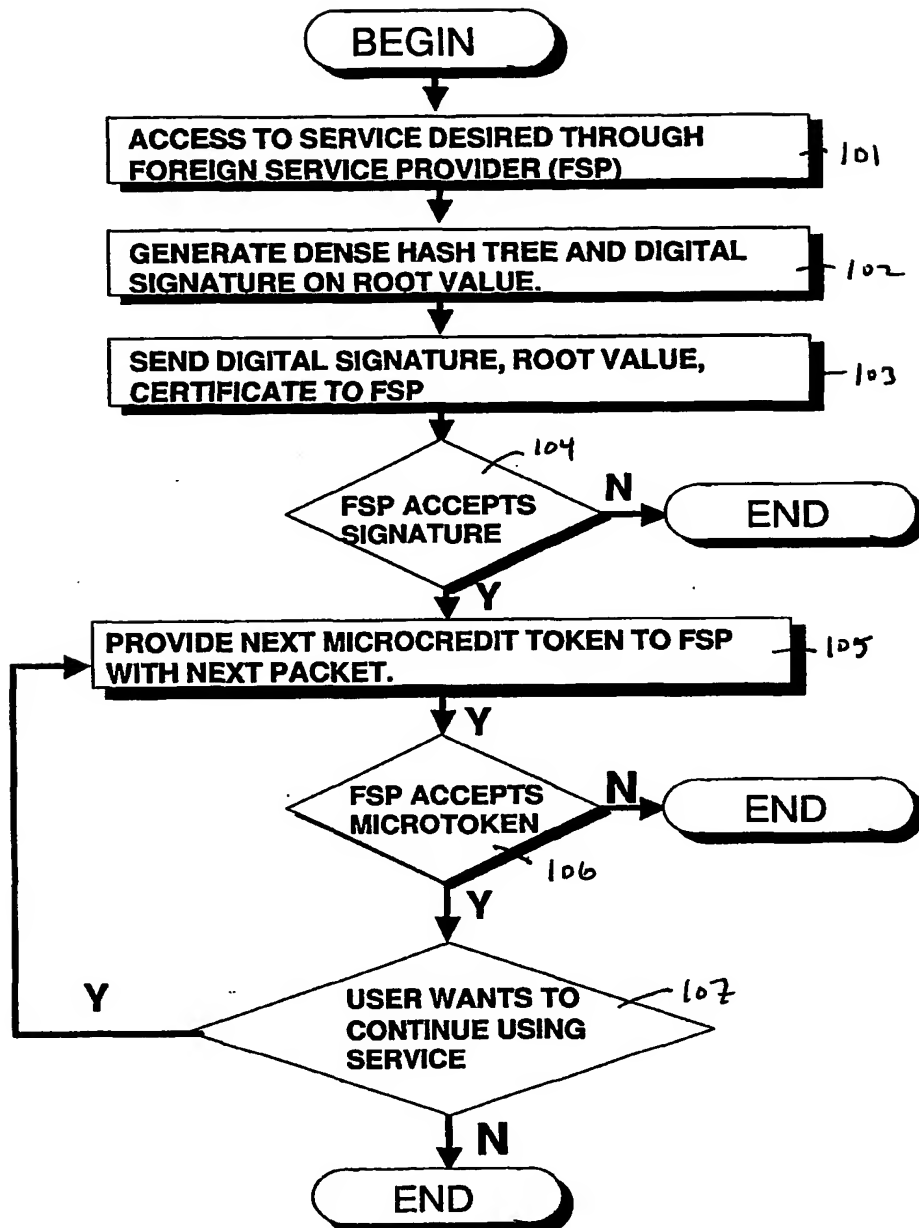 BEGIN
ACCESS TO SERVICE DESIRED THROUGH
FOREIGN SERVICE PROVIDER (FSP)
101
GENERATE DENSE HASH TREE AND DIGITAL
SIGNATURE ON ROOT VALUE.
102
SEND DIGITAL SIGNATURE, ROOT VALUE,
CERTIFICATE TO FSP
103
104
FSP ACCEPTS
SIGNATURE
N
END
Y
PROVIDE NEXT MICROCREDIT TOKEN TO FSP
WITH NEXT PACKET.
105
Y
FSP ACCEPTS
MICROTOKEN
N
END
106
Y
Y
USER WANTS TO
CONTINUE USING
SERVICE
107
N
END